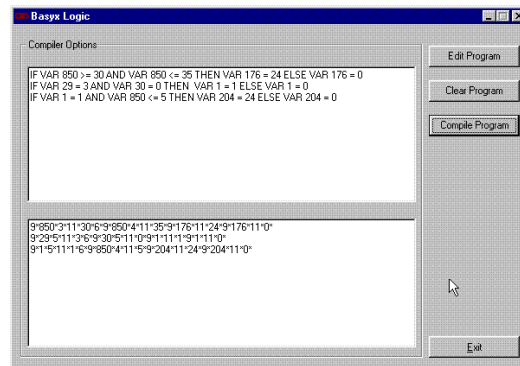 Basyx Logic
Compiler Options
IF VAR 850 >= 30 AND VAR 850 <= 35 THEN VAR 176 = 24 ELSE VAR 176 = 0
IF VAR 29 = 3 AND VAR 30 = 0 THEN  VAR 1 = 1 ELSE VAR 1 = 0
IF VAR 1 = 1 AND VAR 850 <= 5 THEN VAR 204 = 24 ELSE VAR 204 = 0
9*850*3*11*30*6*9*850*4*11*35*9*176*11*24*9*176*11*0*
9*29*5*11*3*6*9*30*5*11*0*9*1*11*1*9*1*11*0*
9*1*5*11*1*6*9*850*4*11*5*9*204*11*24*9*204*11*0*
Edit Program
Clear Program
Compile Program
Exit